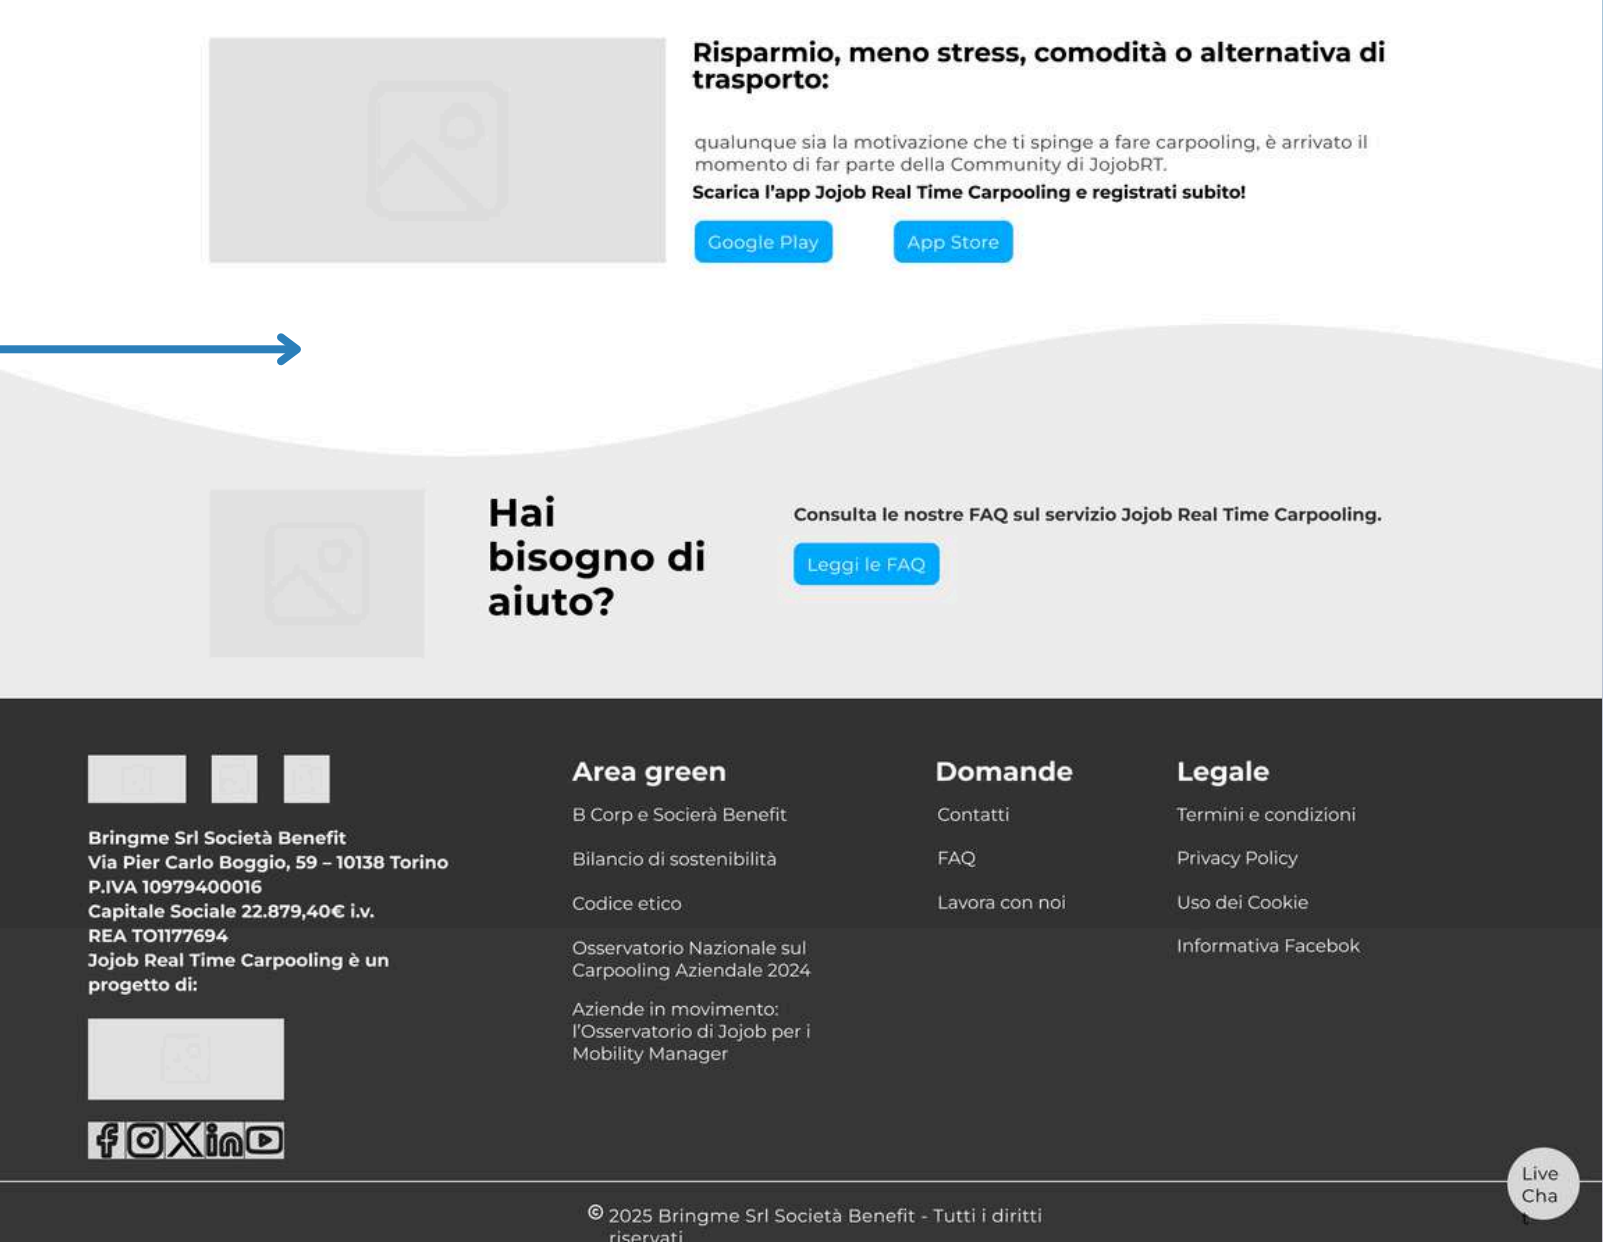 Risparmio, meno stress, comodità o alternativa di
trasporto:
qualunque sia la motivazione che ti spinge a fare carpooling, è arrivato il
momento di far parte della Community di JojobRT.
Scarica l’app Jojob Real Time Carpooling e registrati subito!
Google Play
App Store
Hai
bisogno di
aiuto?
Consulta le nostre FAQ sul servizio Jojob Real Time Carpooling.
Leggi le FAQ
Bringme Srl Società Benefit
Via Pier Carlo Boggio, 59 – 10138 Torino
P.IVA 10979400016
Capitale Sociale 22.879,40€ i.v.
REA TO1177694
Jojob Real Time Carpooling è un
progetto di:
Area green
B Corp e Socierà Benefit
Bilancio di sostenibilità
Codice etico
Osservatorio Nazionale sul
Carpooling Aziendale 2024
Aziende in movimento:
l’Osservatorio di Jojob per i
Mobility Manager
Domande
Contatti
FAQ
Lavora con noi
Legale
Termini e condizioni
Privacy Policy
Uso dei Cookie
Informativa Facebok
Live
Cha
t
© 2025 Bringme Srl Società Benefit - Tutti i diritti
riservati